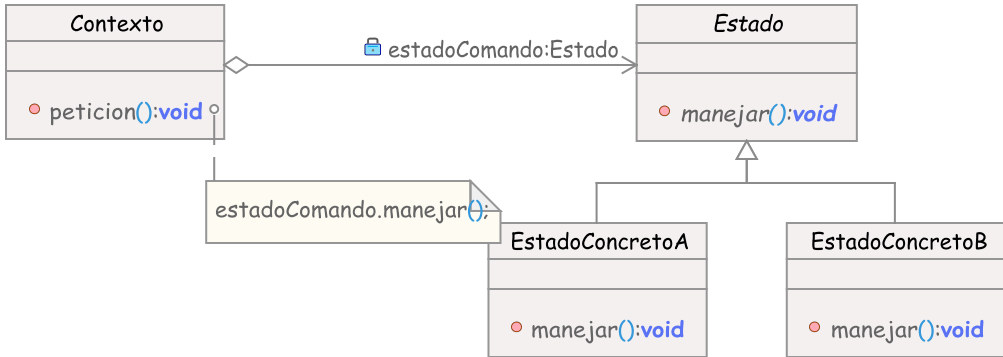 Contexto
Estado
estadoComando:Estado
peticion():void
manejar():void
estadoComando.manejar();
EstadoConcretoA
EstadoConcretoB
manejar():void
manejar():void